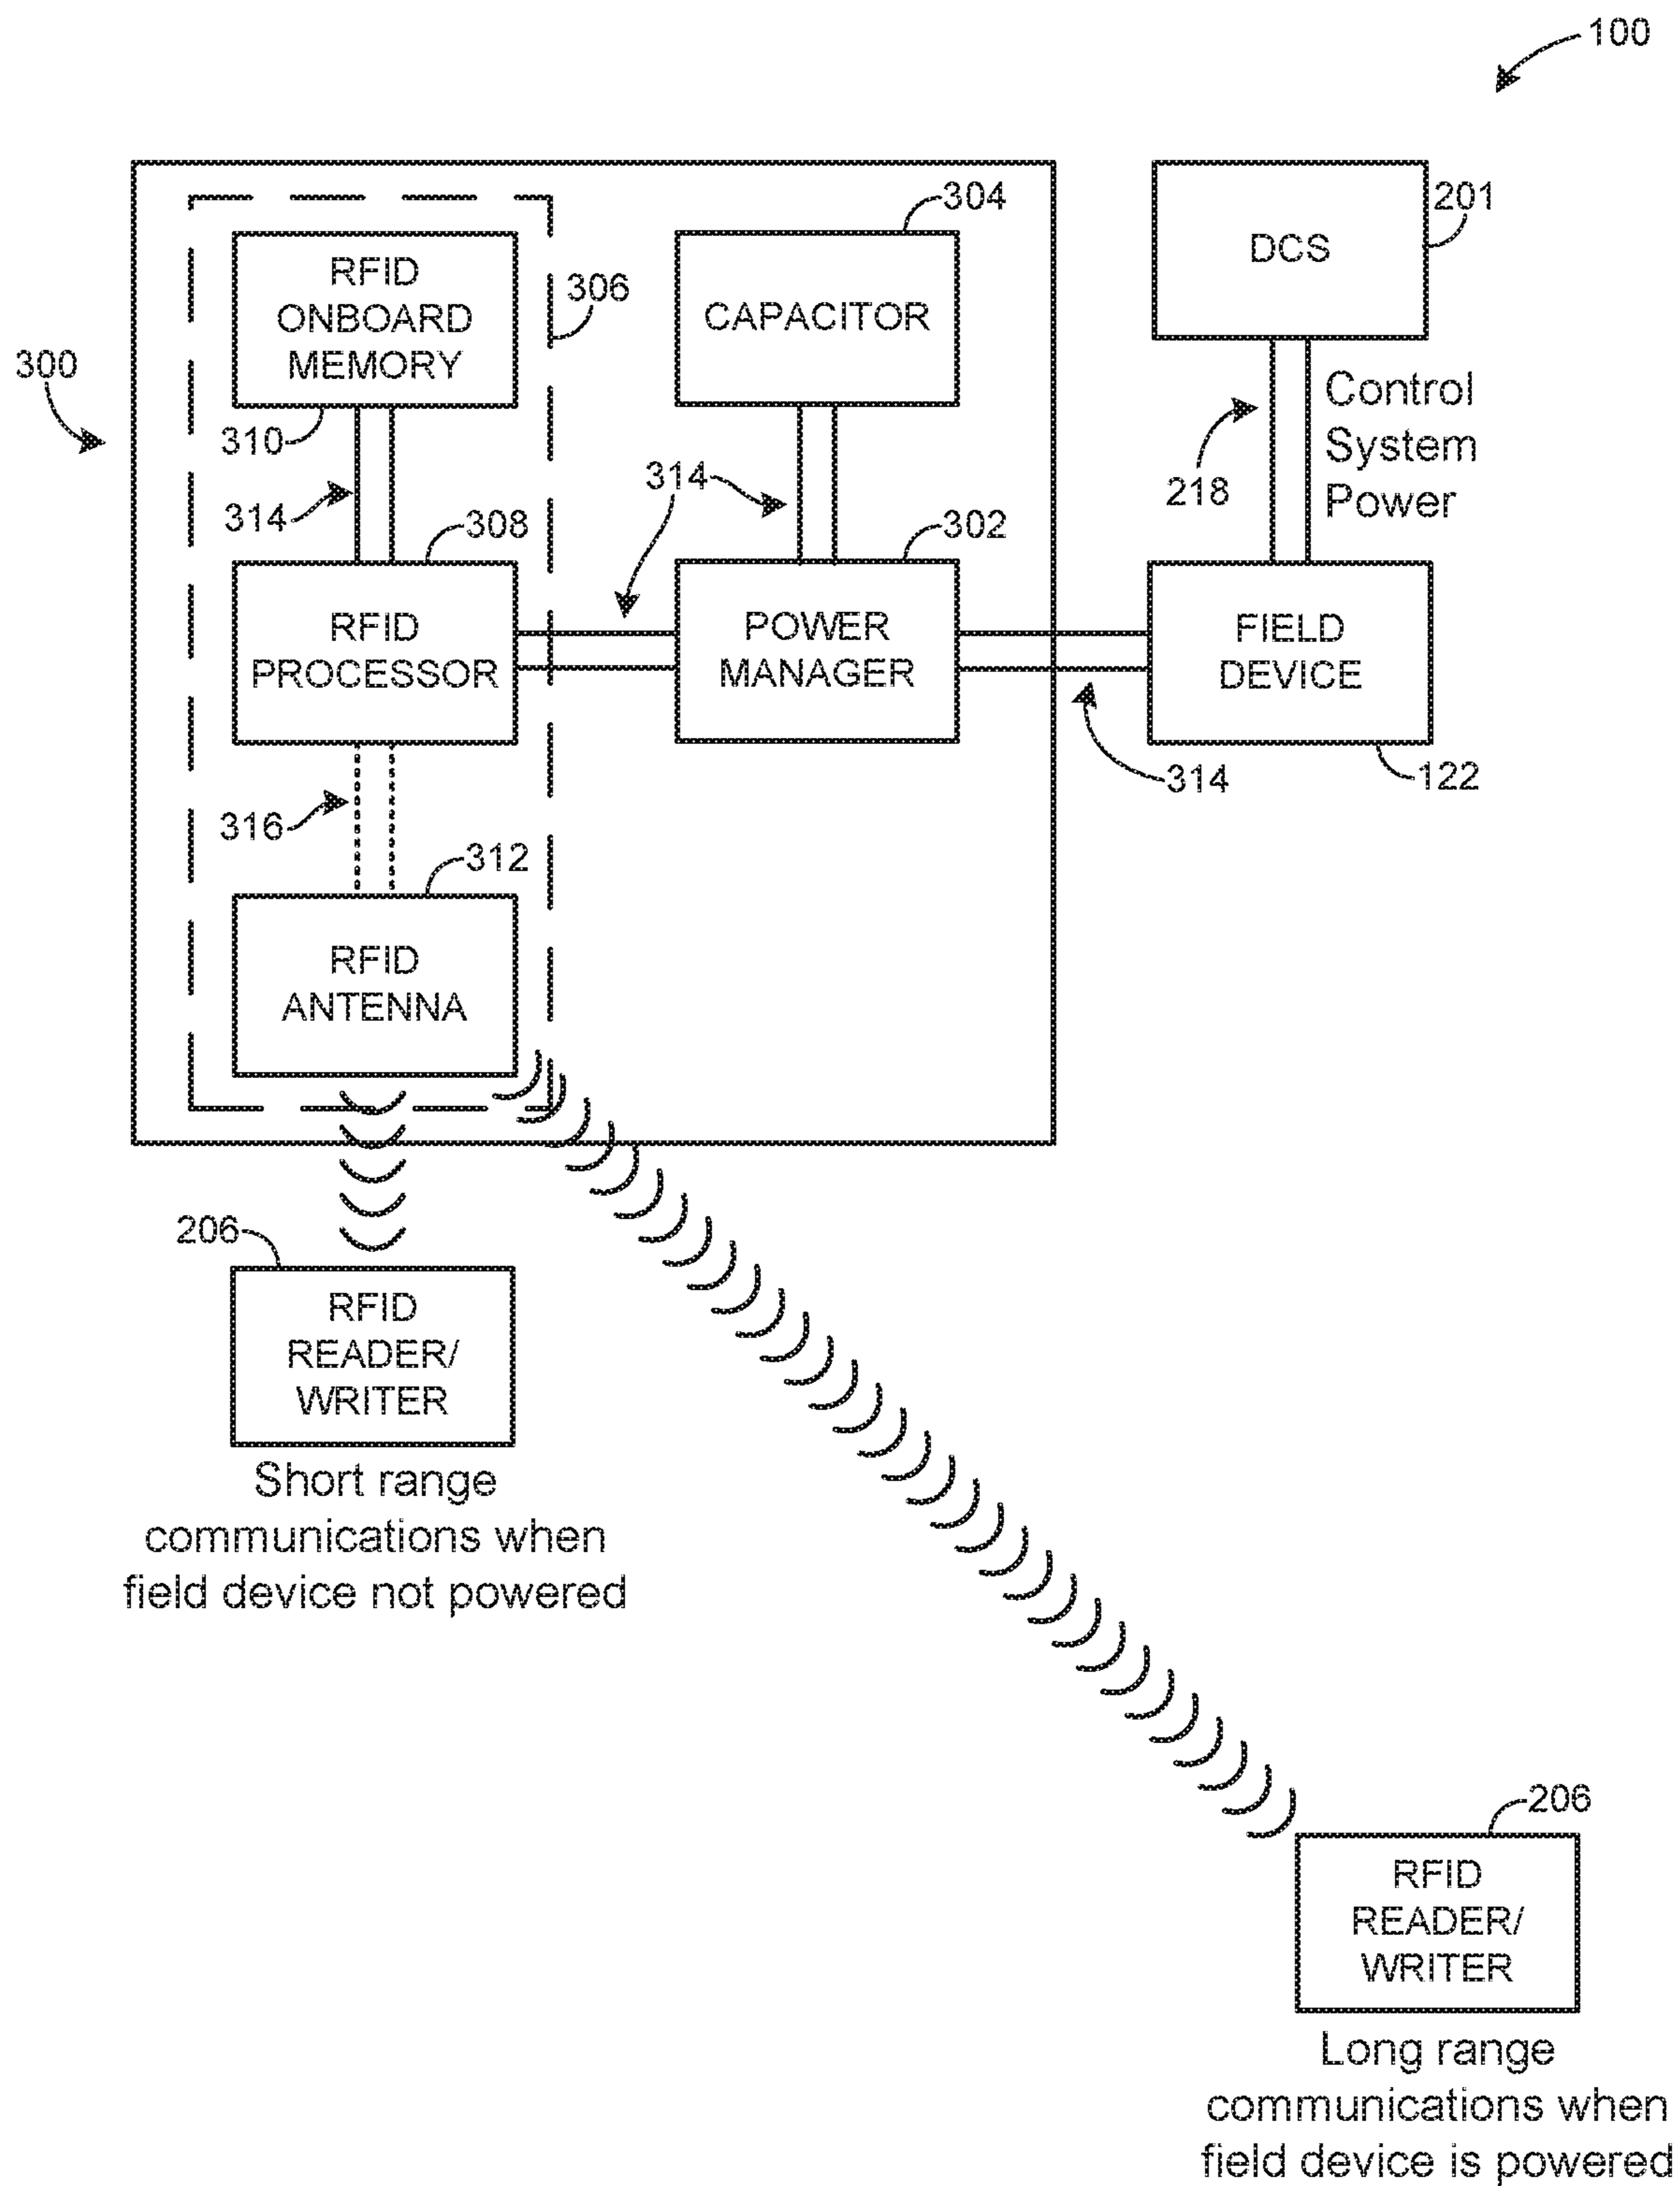 100
304
201
RFID
ONBOARD
MEMORY
CAPACITOR
DCS
306
300
310
314
314
218
Control
System
Power
308
302
RFID
PROCESSOR
POWER
MANAGER
FIELD
DEVICE
314
122
316
312
RFID
ANTENNA
206
RFID
READER/
WRITER
Short range
communications when
field device not powered
206
RFID
READER/
WRITER
Long range
communications when
field device is powered